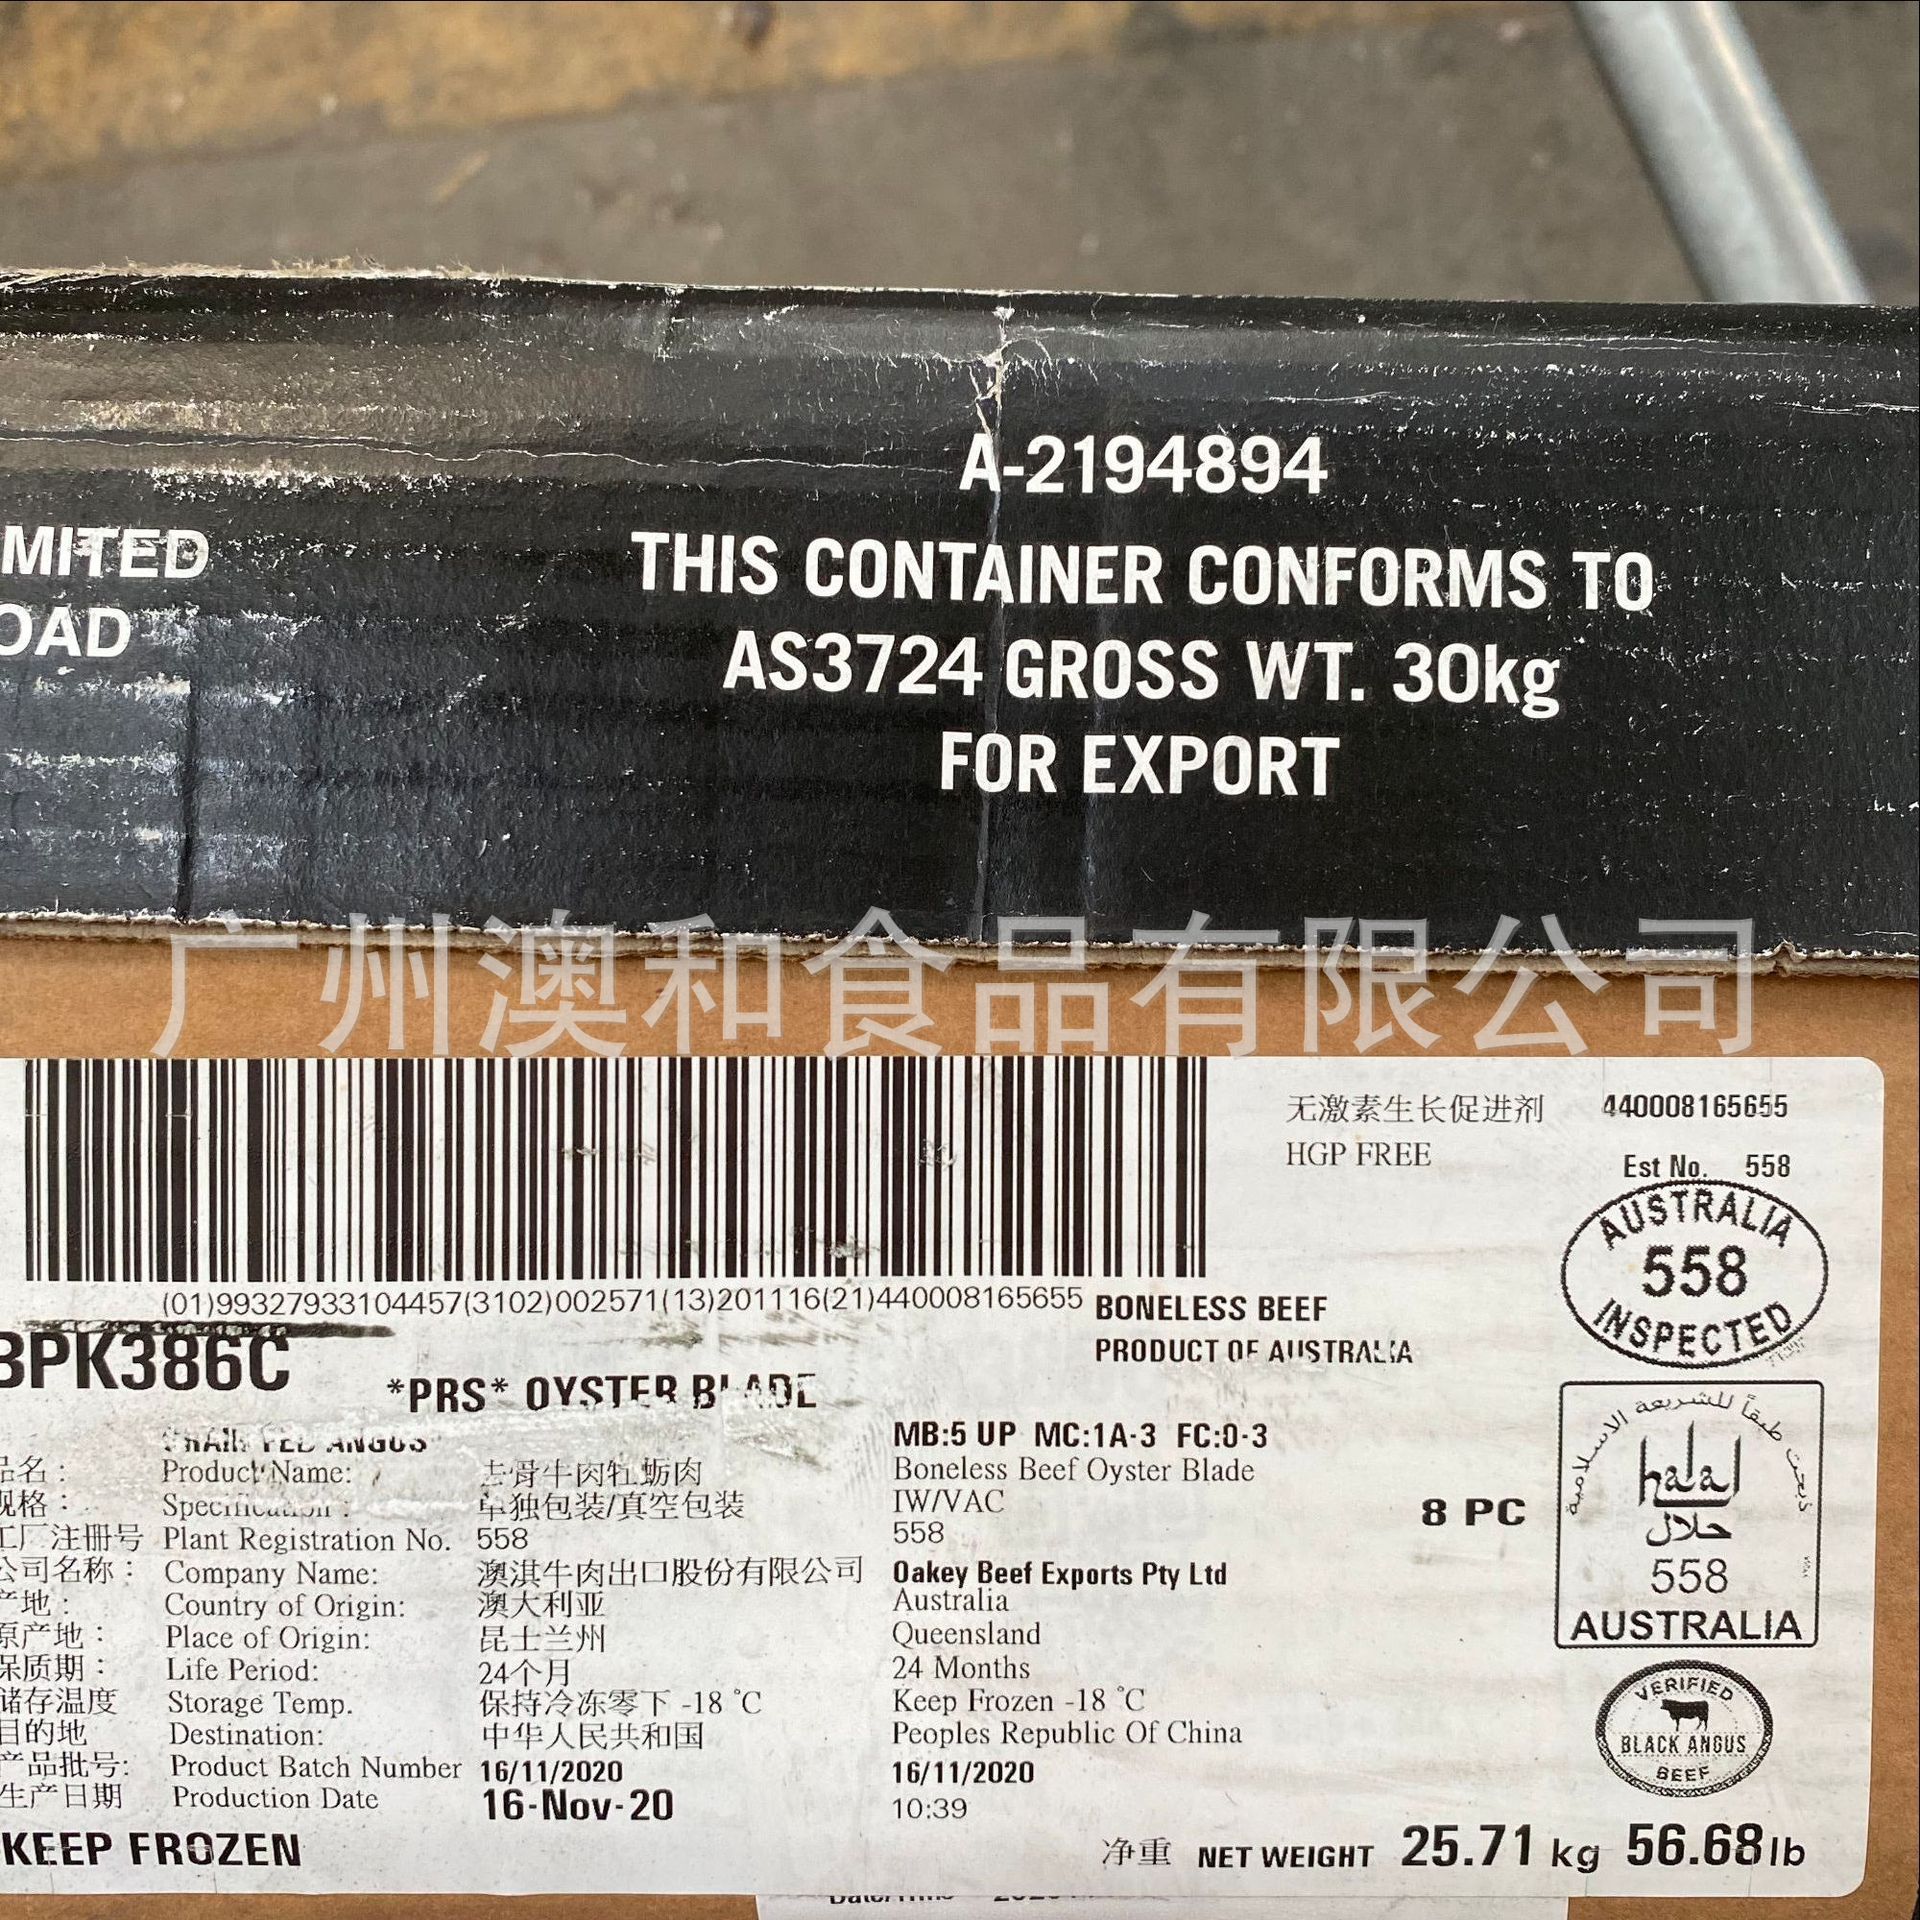 A-2194894
MITED
THIS CONTAINER CONFORMS TO
OAD
AS3724 GROSS WT. 30kg
FOR EXPORT
广州澳和食品有限公司
无激素生长促进剂 440008165655
HGP FREE
Est No. 558
AUSTRALIA
558
INSPECTED
(01)99327933104457(3102)002571(13)201116(21)440008165655
BONELESS BEEF
PRODUCT OF AUSTRALIA
BPK386C
*PRS* OYSTER BLADE
GRAIN FED ANGUS
MB:5 UP MC:1A-3 FC:0-3
品名: Product Name: 去骨牛肉牡蛎肉 Boneless Beef Oyster Blade
规格: Specification: 单独包装/真空包装 IW/VAC
8 PC
工厂注册号 Plant Registration No. 558 558
公司名称: Company Name: 澳淇牛肉出口股份有限公司 Oakey Beef Exports Pty Ltd
产地: Country of Origin: 澳大利亚 Australia
原产地: Place of Origin: 昆士兰州 Queensland
保质期: Life Period: 24个月 24 Months
储存温度 Storage Temp. 保持冷冻零下 -18 °C Keep Frozen -18 °C
目的地 Destination: 中华人民共和国 Peoples Republic Of China
产品批号: Product Batch Number 16/11/2020 16/11/2020
生产日期 Production Date 16-Nov-20 10:39
ذبحت طبقاً للشريعة الاسلامية
halal
حلال
558
AUSTRALIA
VERIFIED
BLACK ANGUS
BEEF
KEEP FROZEN
净重 NET WEIGHT 25.71 kg 56.68 lb